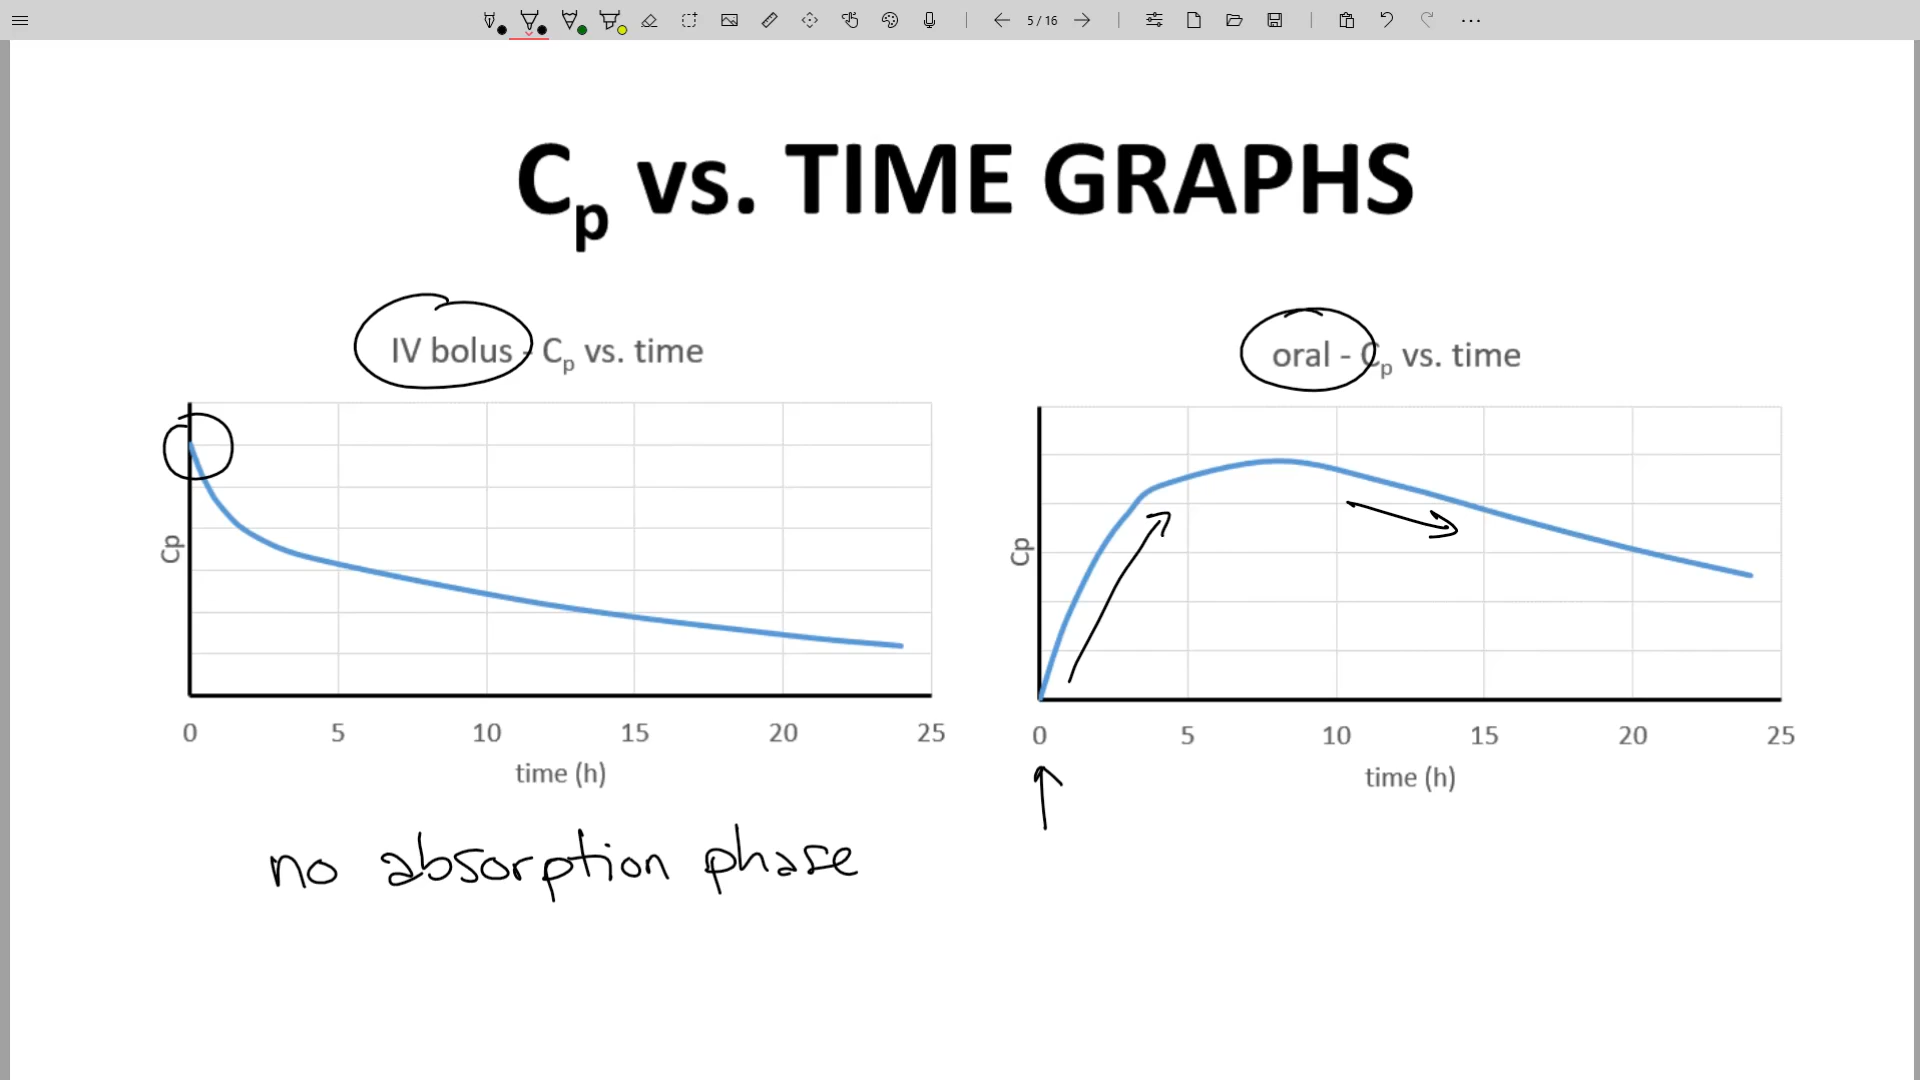 5 / 16
Cp vs. TIME GRAPHS
IV bolus - Cp vs. time
Cp
0 5 10 15 20 25
time (h)
no absorption phase
oral - Cp vs. time
Cp
0 5 10 15 20 25
time (h)